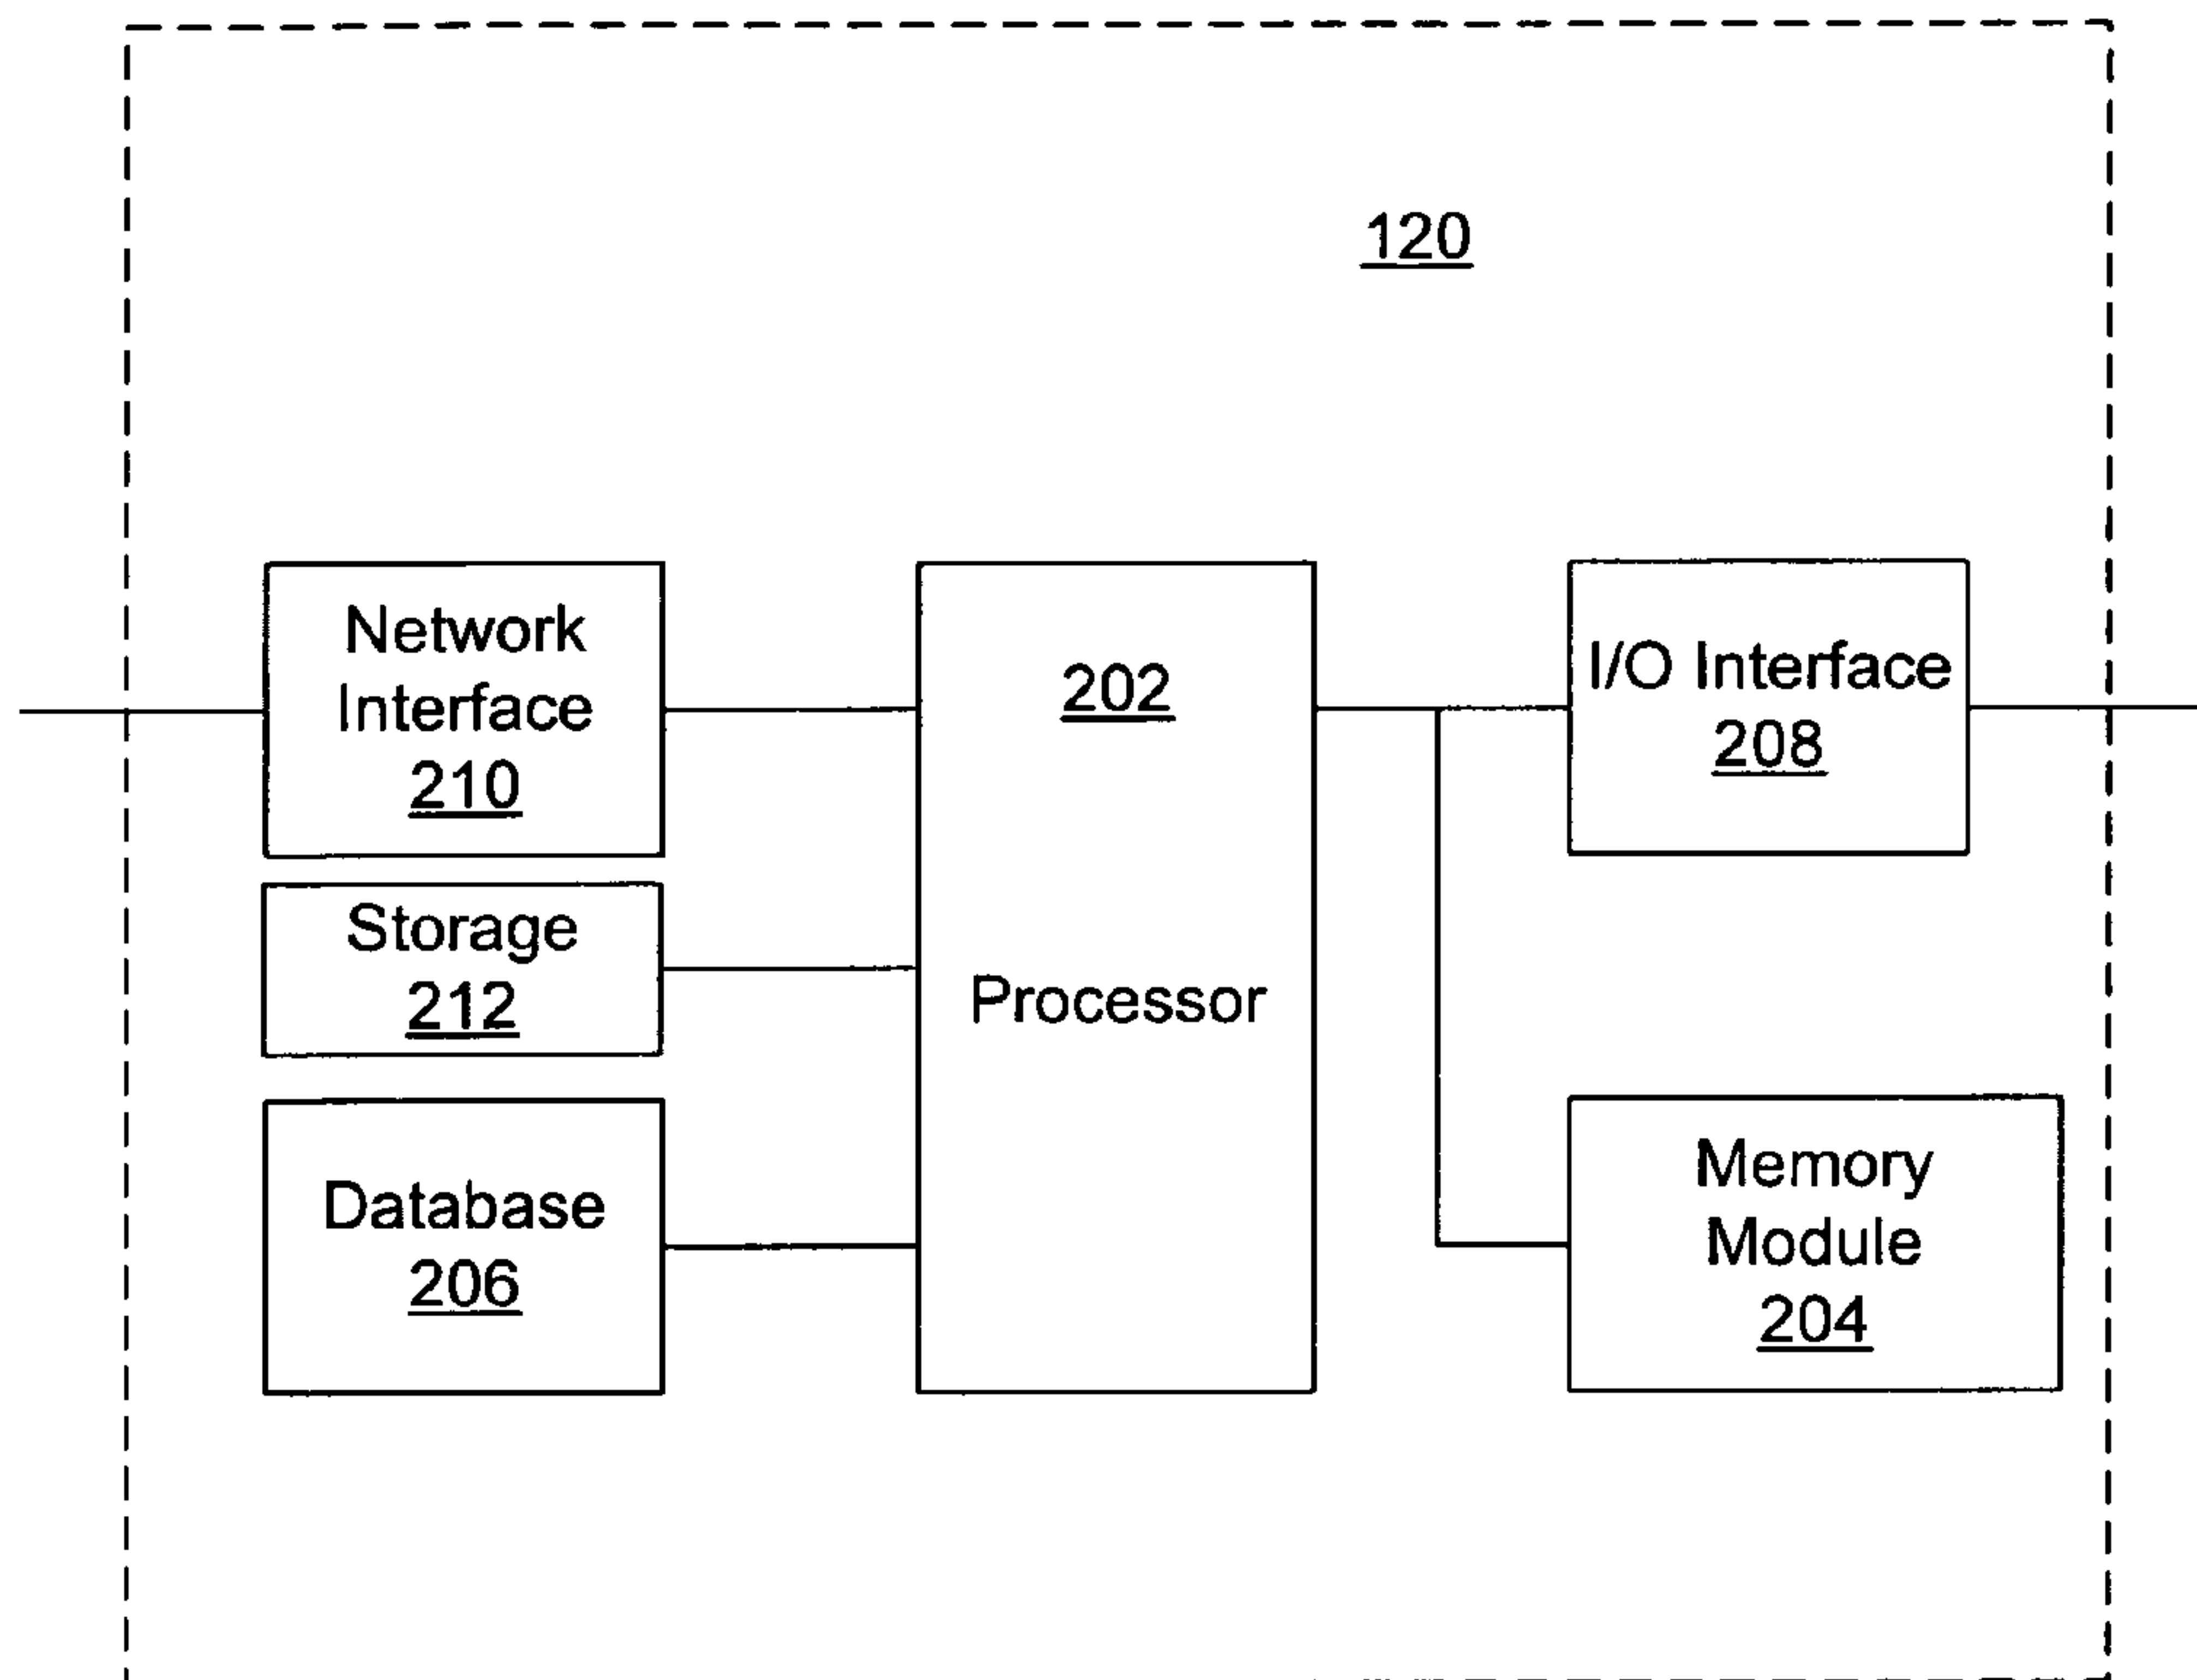 120
Network
Interface
210
Storage
212
Database
206
202
Processor
I/O Interface
208
Memory
Module
204